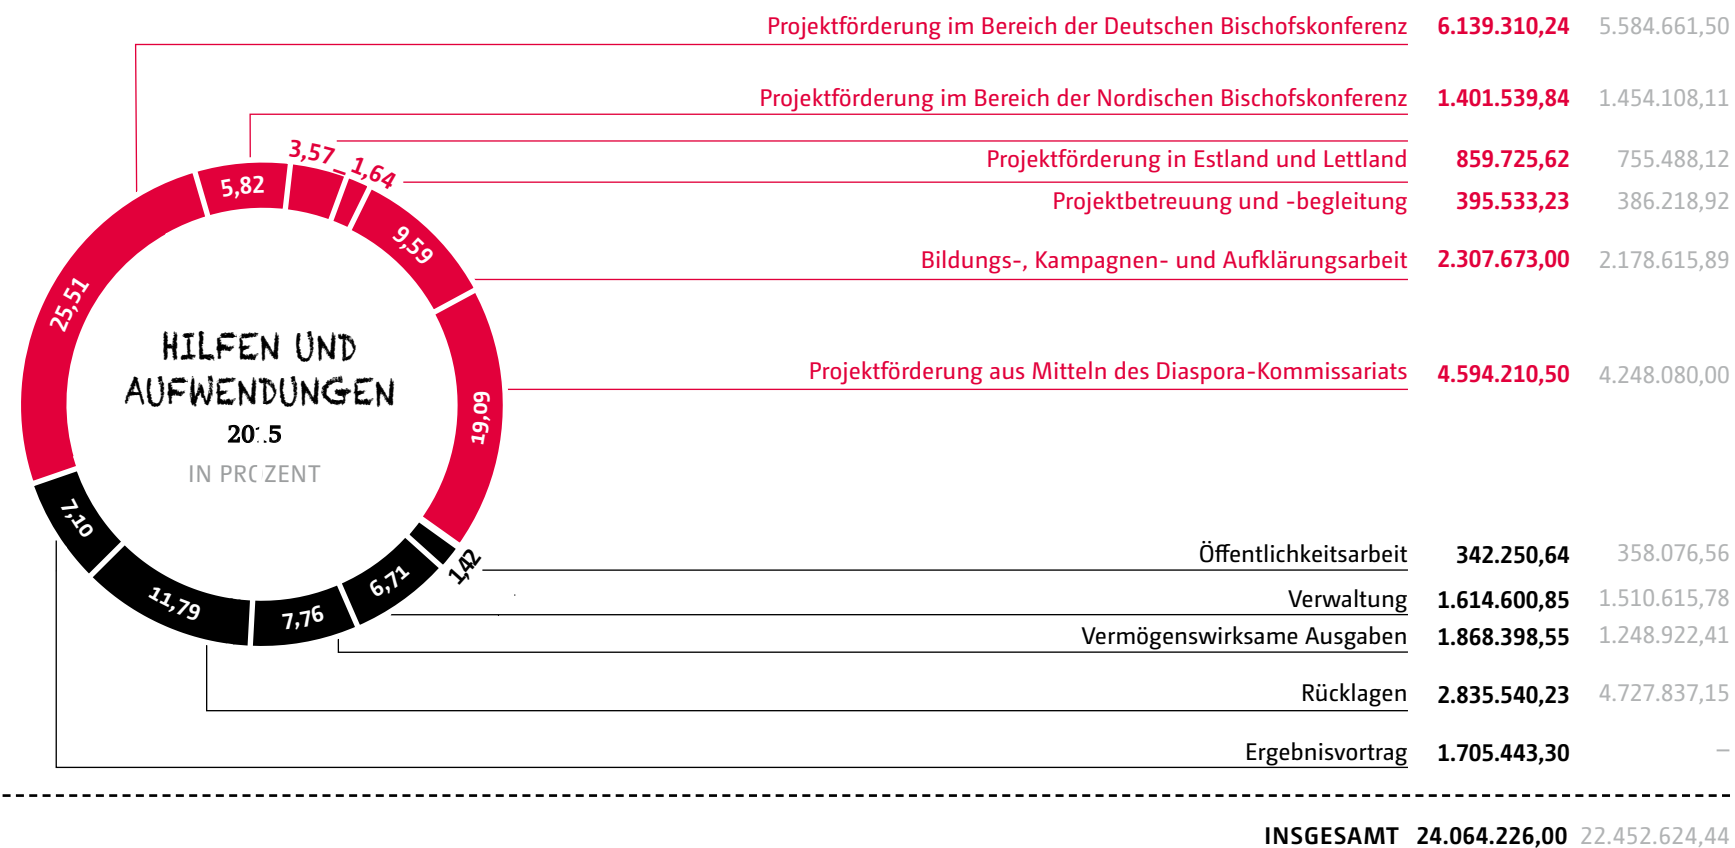 Projektförderung im Bereich der Deutschen Bischofskonferenz 6.139.310,24 5.584.661,50
Projektförderung im Bereich der Nordischen Bischofskonferenz 1.401.539,84 1.454.108,11
Projektförderung in Estland und Lettland 859.725,62 755.488,12
Projektbetreuung und -begleitung 395.533,23 386.218,92
Bildungs-, Kampagnen- und Aufklärungsarbeit 2.307.673,00 2.178.615,89
Projektförderung aus Mitteln des Diaspora-Kommissariats 4.594.210,50 4.248.080,00
Öffentlichkeitsarbeit 342.250,64 358.076,56
Verwaltung 1.614.600,85 1.510.615,78
Vermögenswirksame Ausgaben 1.868.398,55 1.248.922,41
Rücklagen 2.835.540,23 4.727.837,15
Ergebnisvortrag 1.705.443,30 –
INSGESAMT 24.064.226,00 22.452.624,44
HILFEN UND
AUFWENDUNGEN
IN PROZENT
25,51
5,82
3,57
1,64
9,59
19,09
1,42
6,71
7,76
11,79
7,10